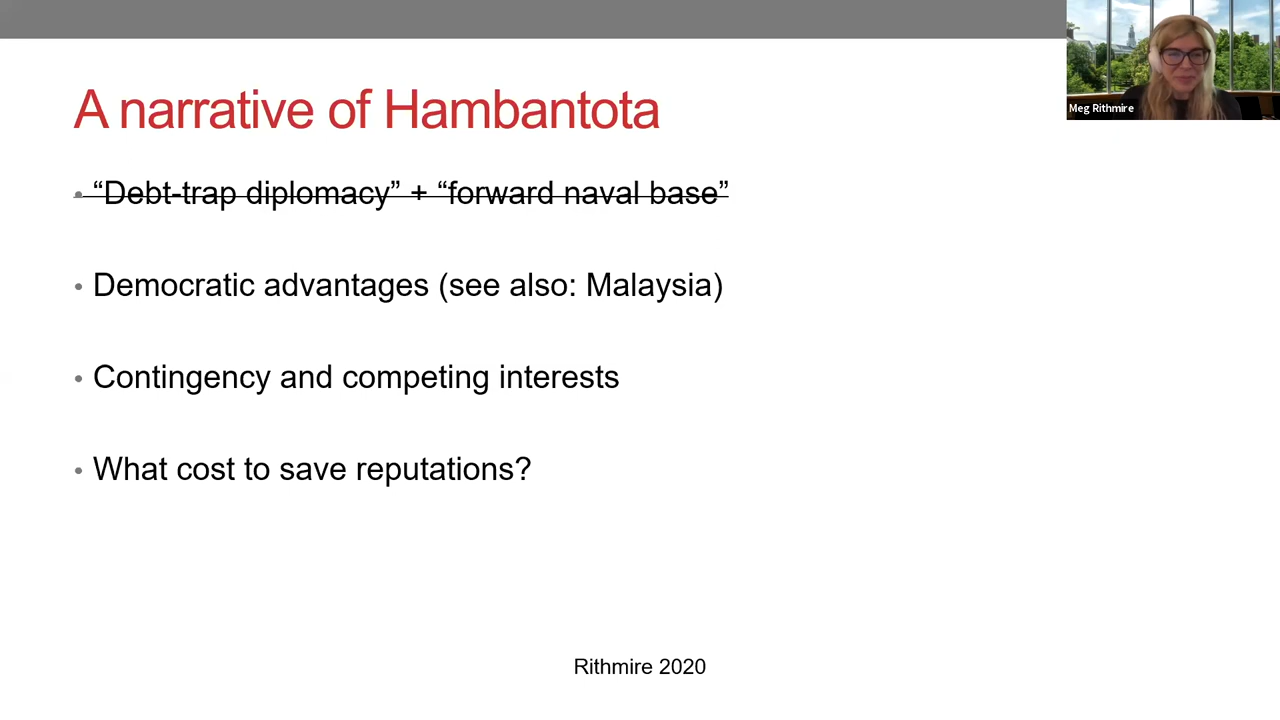 Meg Rithmire
A narrative of Hambantota
• “Debt-trap diplomacy” + “forward naval base”
• Democratic advantages (see also: Malaysia)
• Contingency and competing interests
• What cost to save reputations?
Rithmire 2020